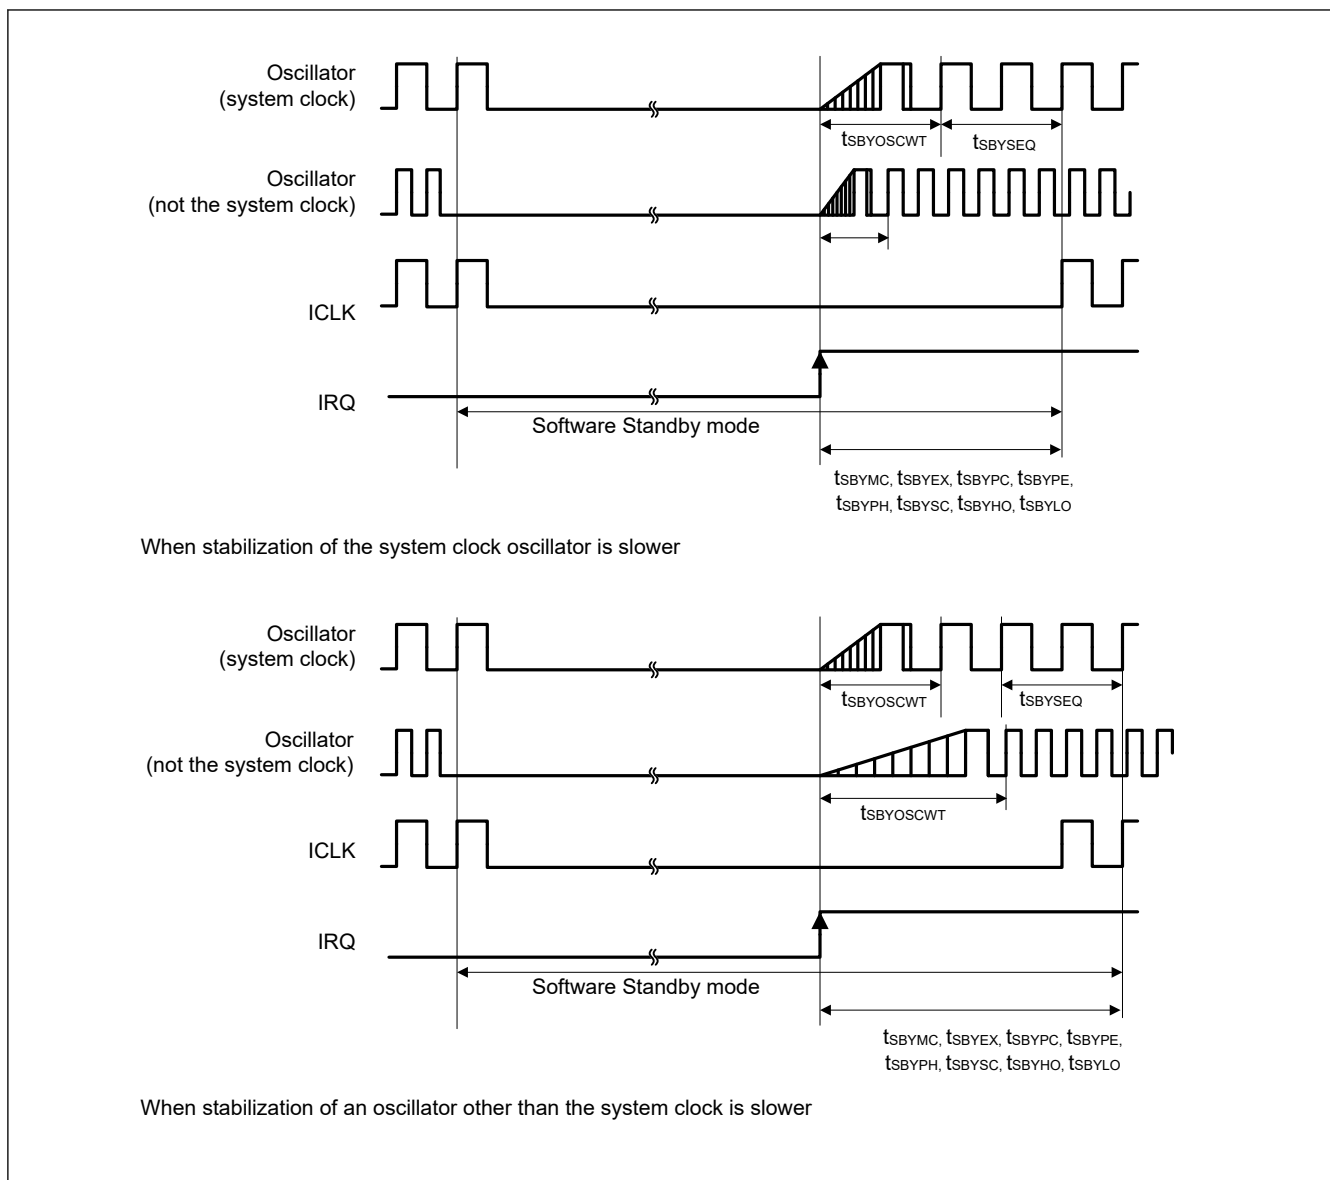 Oscillator
(system clock)
tSBYOSCWT
tSBYSEQ
Oscillator
(not the system clock)
ICLK
IRQ
Software Standby mode
tSBYMC, tSBYEX, tSBYPC, tSBYPE,
tSBYPH, tSBYSC, tSBYHO, tSBYLO
When stabilization of the system clock oscillator is slower
Oscillator
(system clock)
tSBYOSCWT
tSBYSEQ
Oscillator
(not the system clock)
tSBYOSCWT
ICLK
IRQ
Software Standby mode
tSBYMC, tSBYEX, tSBYPC, tSBYPE,
tSBYPH, tSBYSC, tSBYHO, tSBYLO
When stabilization of an oscillator other than the system clock is slower